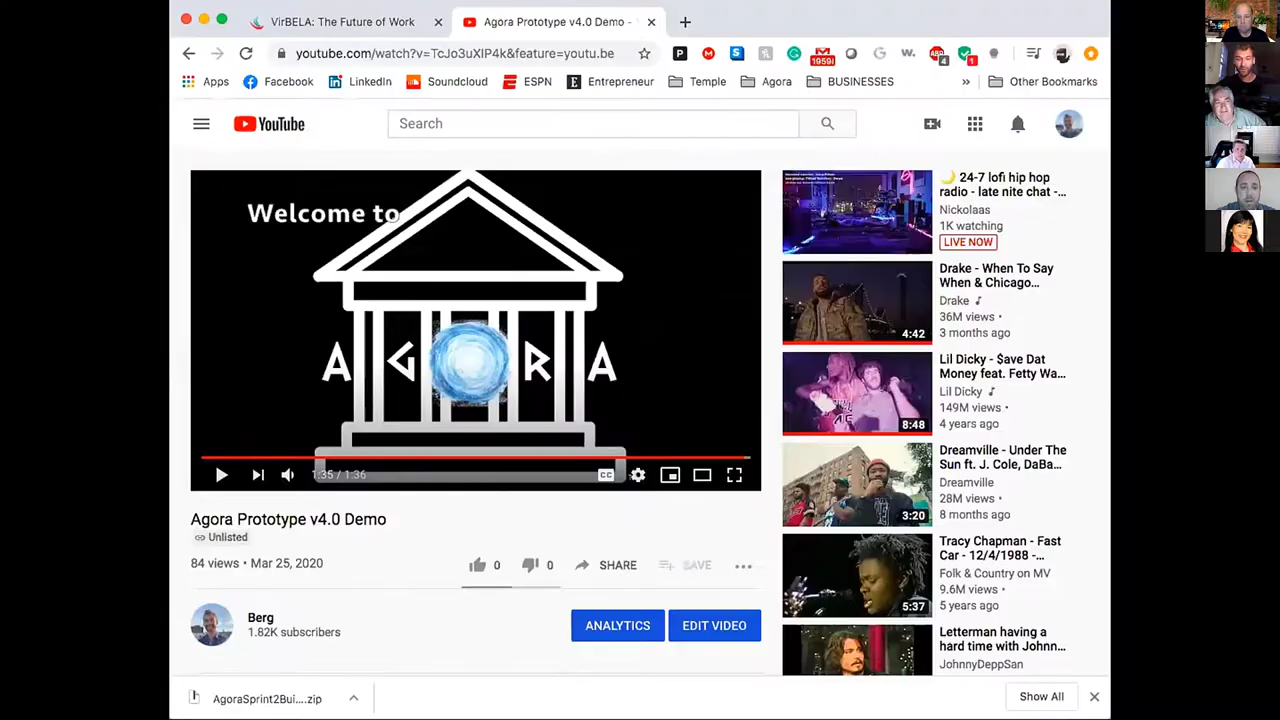 VirBELA: The Future of Work
Agora Prototype v4.0 Demo -
youtube.com/watch?v=TcJo3uXIP4k&feature=youtu.be
1959!
4
1
Apps
Facebook
LinkedIn
Soundcloud
ESPN
Entrepreneur
Temple
Agora
BUSINESSES
»
Other Bookmarks
YouTube
Search
Welcome to
AGORA
1:35 / 1:36
CC
Agora Prototype v4.0 Demo
Unlisted
84 views • Mar 25, 2020
0
0
SHARE
SAVE
Berg
1.82K subscribers
ANALYTICS
EDIT VIDEO
24-7 lofi hip hop
radio - late nite chat -...
Nickolaas
1K watching
LIVE NOW
Drake - When To Say
When & Chicago...
Drake
36M views •
3 months ago
4:42
Lil Dicky - $ave Dat
Money feat. Fetty Wa...
Lil Dicky
149M views •
4 years ago
8:48
Dreamville - Under The
Sun ft. J. Cole, DaBa...
Dreamville
28M views •
8 months ago
3:20
Tracy Chapman - Fast
Car - 12/4/1988 -...
Folk & Country on MV
9.6M views •
5 years ago
5:37
Letterman having a
hard time with Johnn...
JohnnyDeppSan
AgoraSprint2Bui....zip
Show All